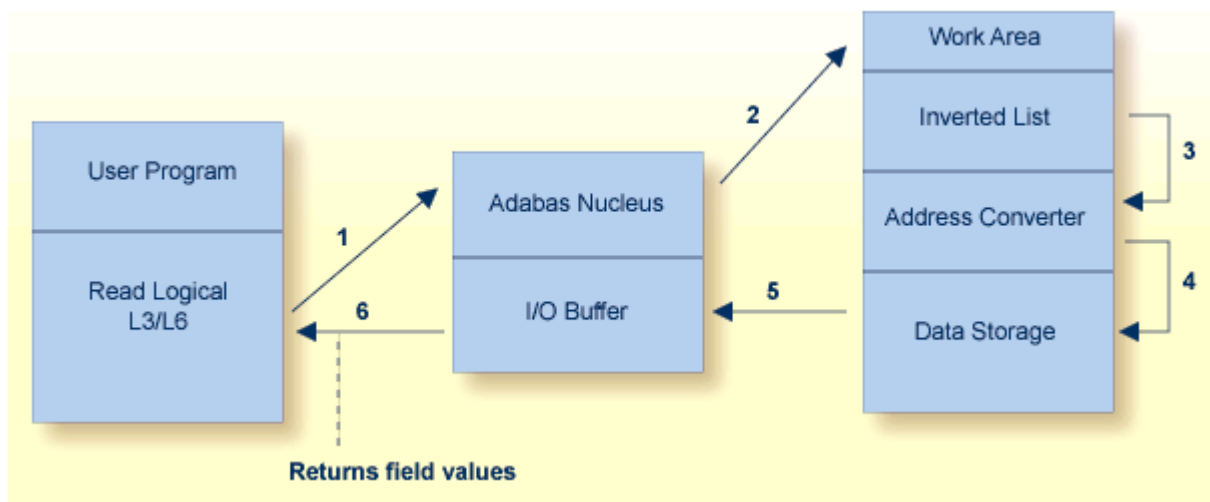 User Program
Read Logical
L3/L6
1
6
Returns field values
Adabas Nucleus
I/O Buffer
2
5
Work Area
Inverted List
Address Converter
Data Storage
3
4